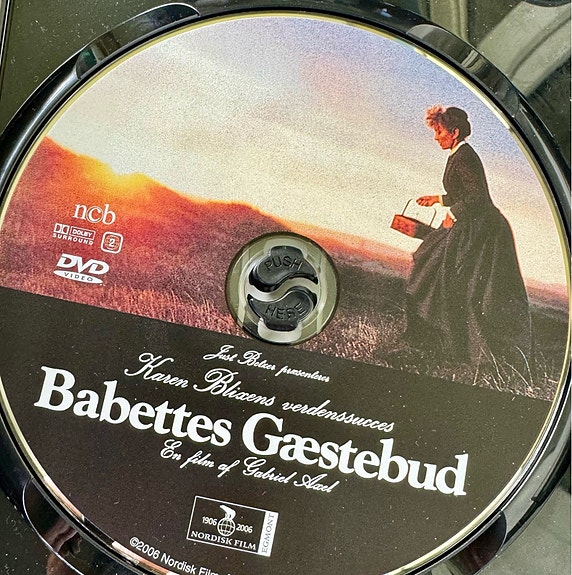 ncb
DOLBY
SURROUND
2
DVD
VIDEO
PUSH
HERE
Just Betzer præsenterer
Karen Blixens verdenssucces
Babettes Gæstebud
En film af Gabriel Axel
1906 2006
NORDISK FILM
EGMONT
©2006 Nordisk Film